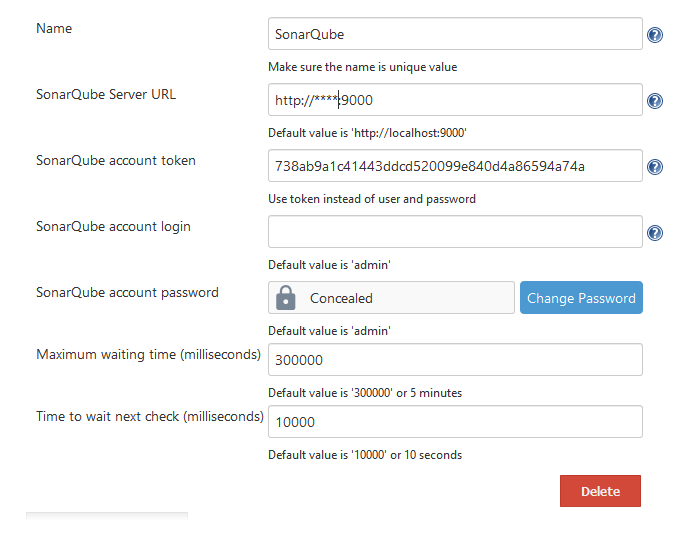 Name
SonarQube
Make sure the name is unique value
SonarQube Server URL
http://****:9000
Default value is 'http://localhost:9000'
SonarQube account token
738ab9a1c41443ddcd520099e840d4a86594a74a
Use token instead of user and password
SonarQube account login
Default value is 'admin'
SonarQube account password
Concealed
Change Password
Default value is 'admin'
Maximum waiting time (milliseconds)
300000
Default value is '300000' or 5 minutes
Time to wait next check (milliseconds)
10000
Default value is '10000' or 10 seconds
Delete